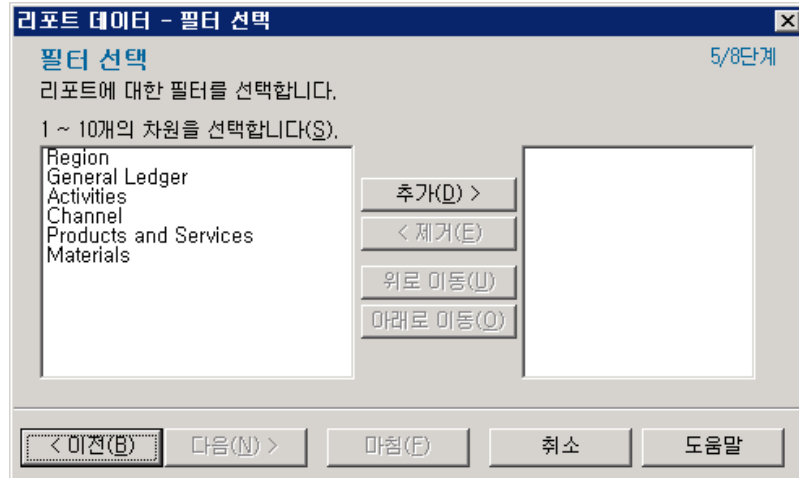 리포트 데이터 - 필터 선택
필터 선택
5/8단계
리포트에 대한 필터를 선택합니다.
1 ~ 10개의 차원을 선택합니다(S).
Region
General Ledger
Activities
Channel
Products and Services
Materials
추가(D) >
< 제거(E)
위로 이동(U)
아래로 이동(O)
< 이전(B)
다음(N) >
마침(F)
취소
도움말